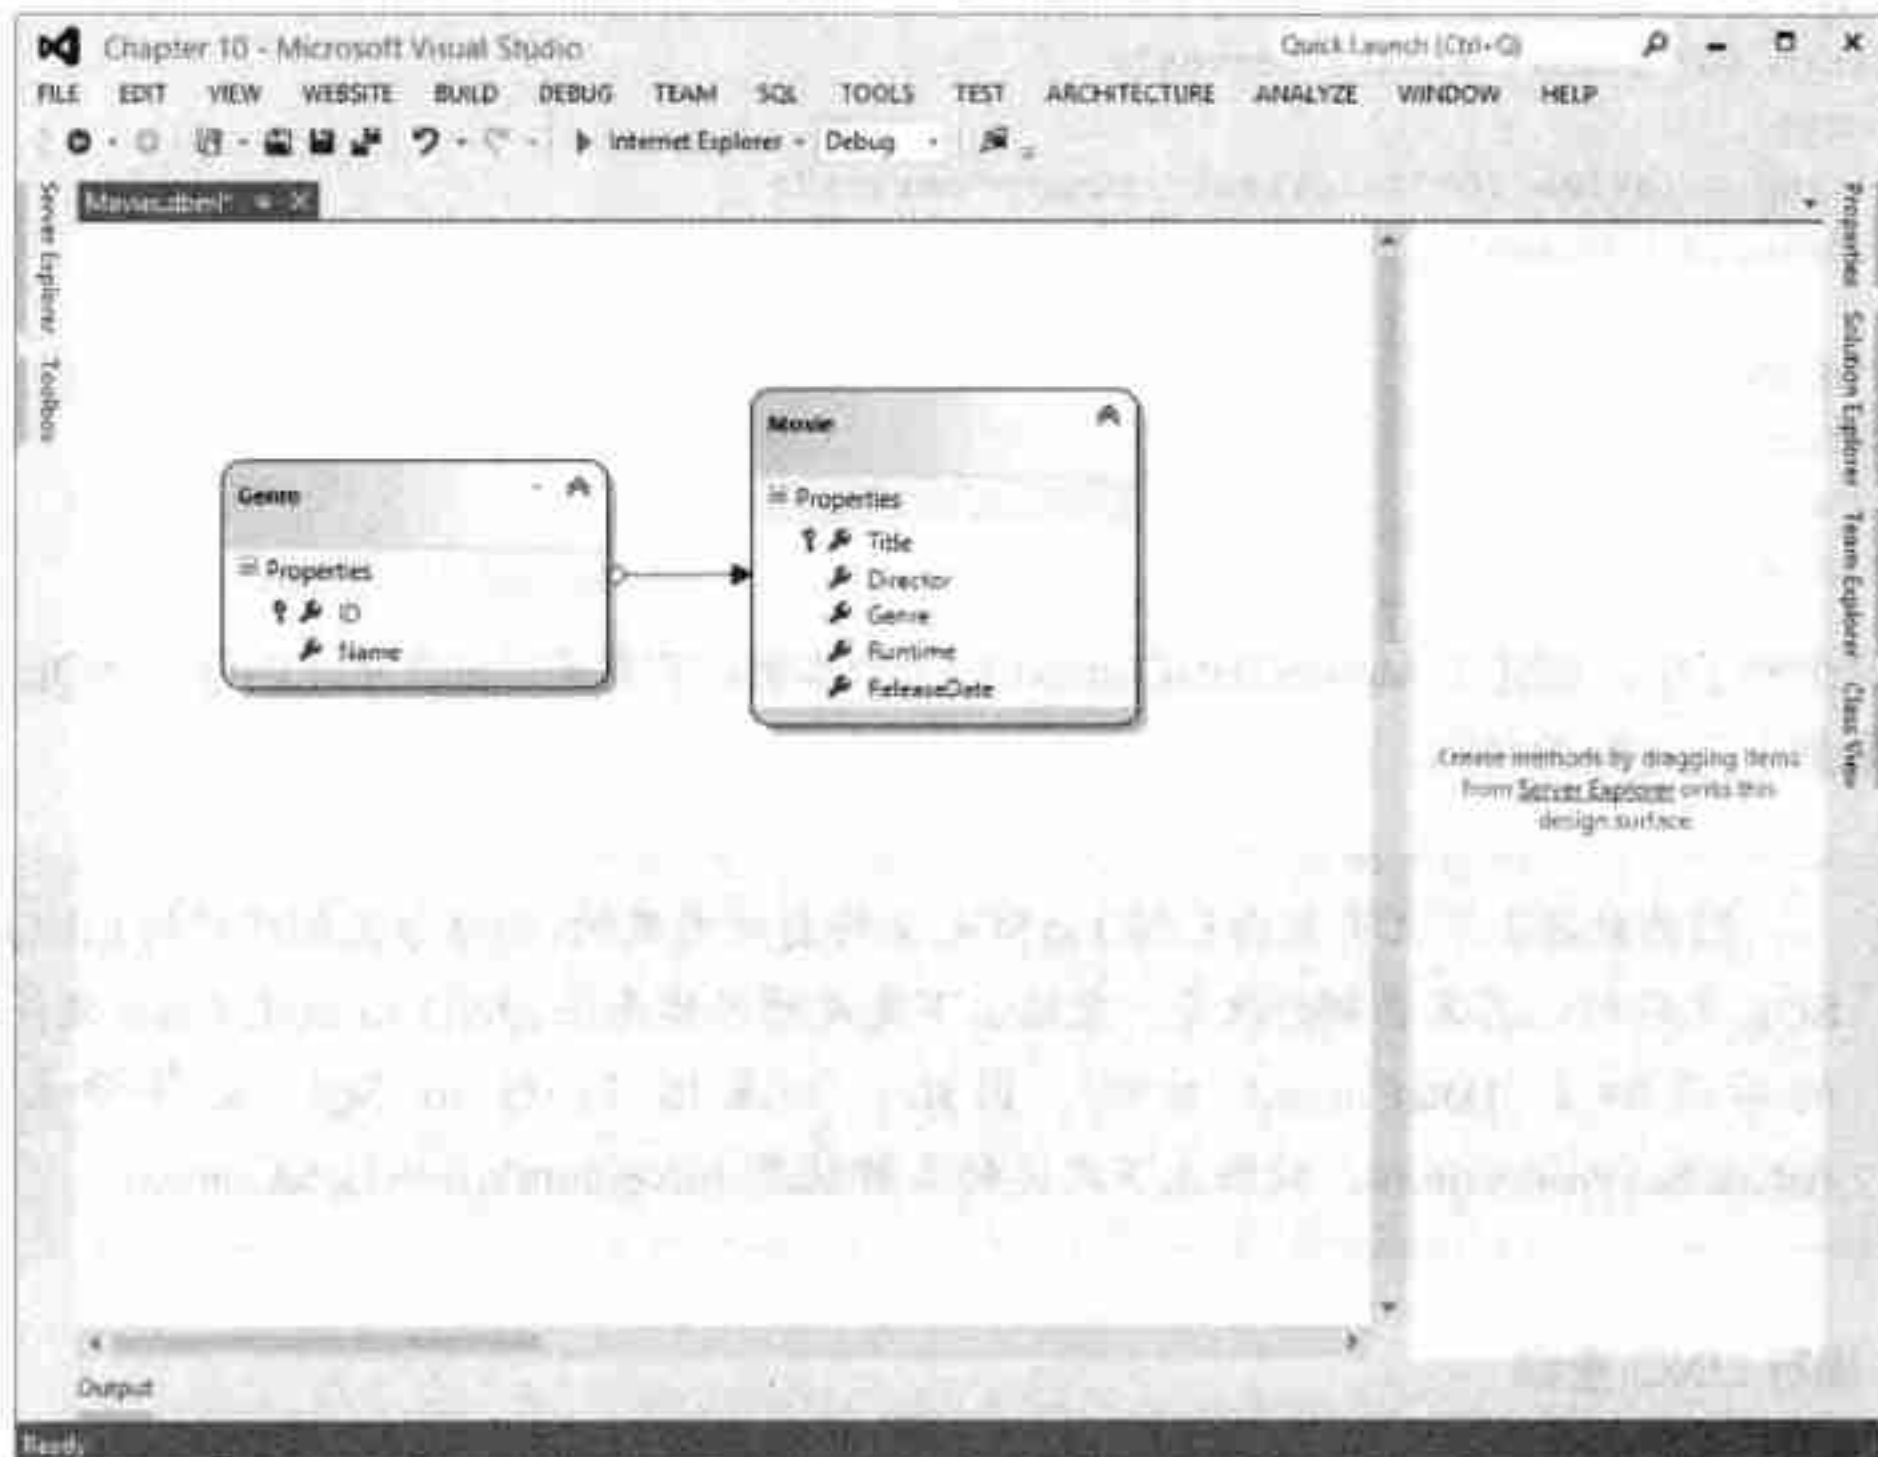 Chapter 10 - Microsoft Visual Studio
Quick Launch (Ctrl+Q)
FILE EDIT VIEW WEBSITE BUILD DEBUG TEAM SQL TOOLS TEST ARCHITECTURE ANALYZE WINDOW HELP
Internet Explorer
Debug
Server Explorer
Toolbox
Movies.dbml*
Genre
Properties
ID
Name
Movie
Properties
Title
Director
Genre
Runtime
ReleaseDate
Create methods by dragging items
from Server Explorer onto this
design surface.
Properties
Solution Explorer
Team Explorer
Class View
Output
Ready